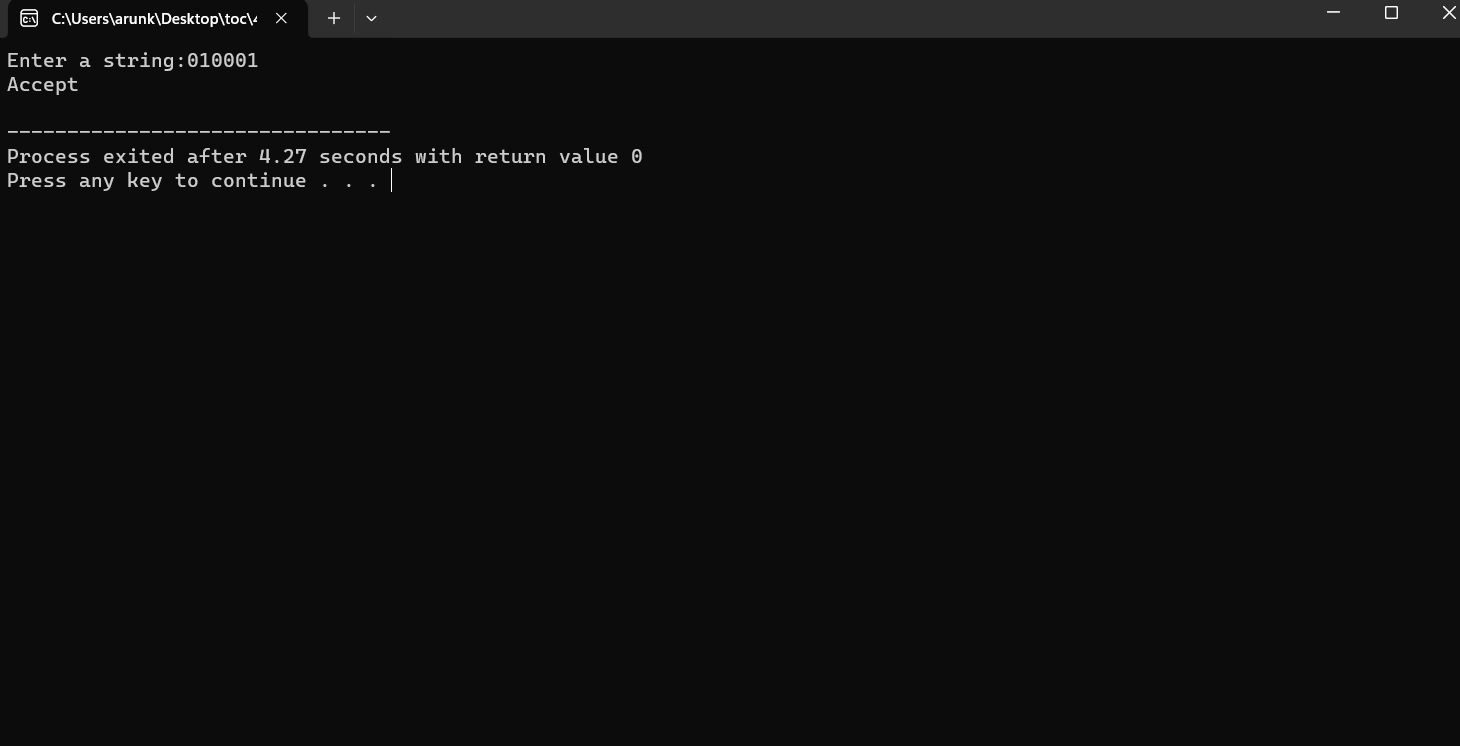 C:\Users\arunk\Desktop\toc\4
Enter a string:010001
Accept
--------------------------------
Process exited after 4.27 seconds with return value 0
Press any key to continue . . .